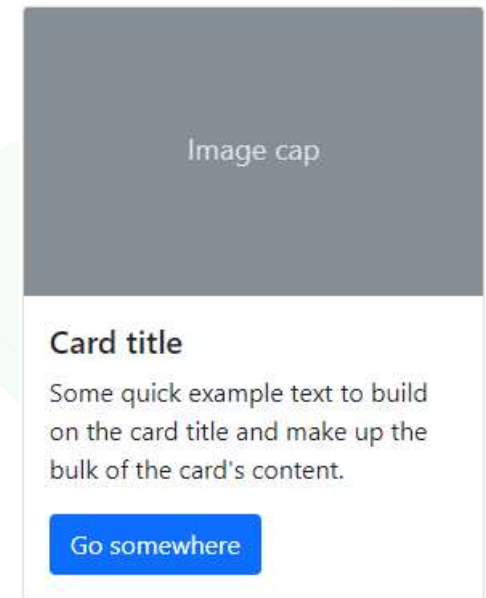 Image cap
Card title
Some quick example text to build
on the card title and make up the
bulk of the card's content.
Go somewhere